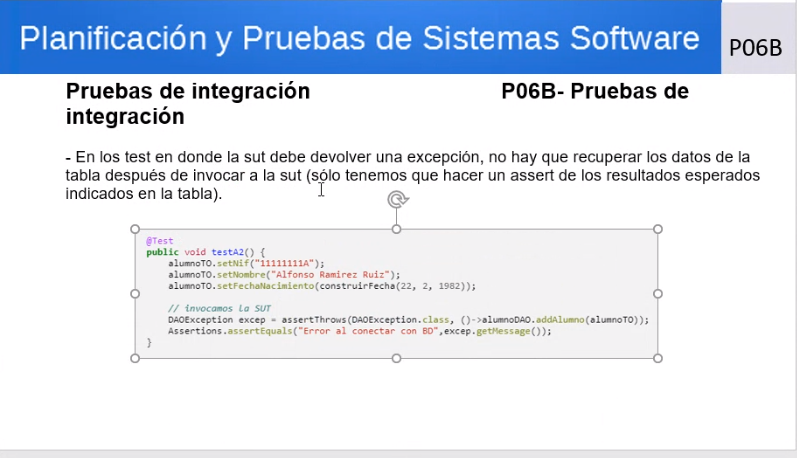 Planificación y Pruebas de Sistemas Software
P06B
Pruebas de integración P06B- Pruebas de
integración
- En los test en donde la sut debe devolver una excepción, no hay que recuperar los datos de la
tabla después de invocar a la sut (sólo tenemos que hacer un assert de los resultados esperados
indicados en la tabla).
@Test
public void testA2() {
alumnoTO.setNif("11111111A");
alumnoTO.setNombre("Alfonso Ramirez Ruiz");
alumnoTO.setFechaNacimiento(construirFecha(22, 2, 1982));
// invocamos la SUT
DAOException excep = assertThrows(DAOException.class, ()->alumnoDAO.addAlumno(alumnoTO));
Assertions.assertEquals("Error al conectar con BD",excep.getMessage());
}